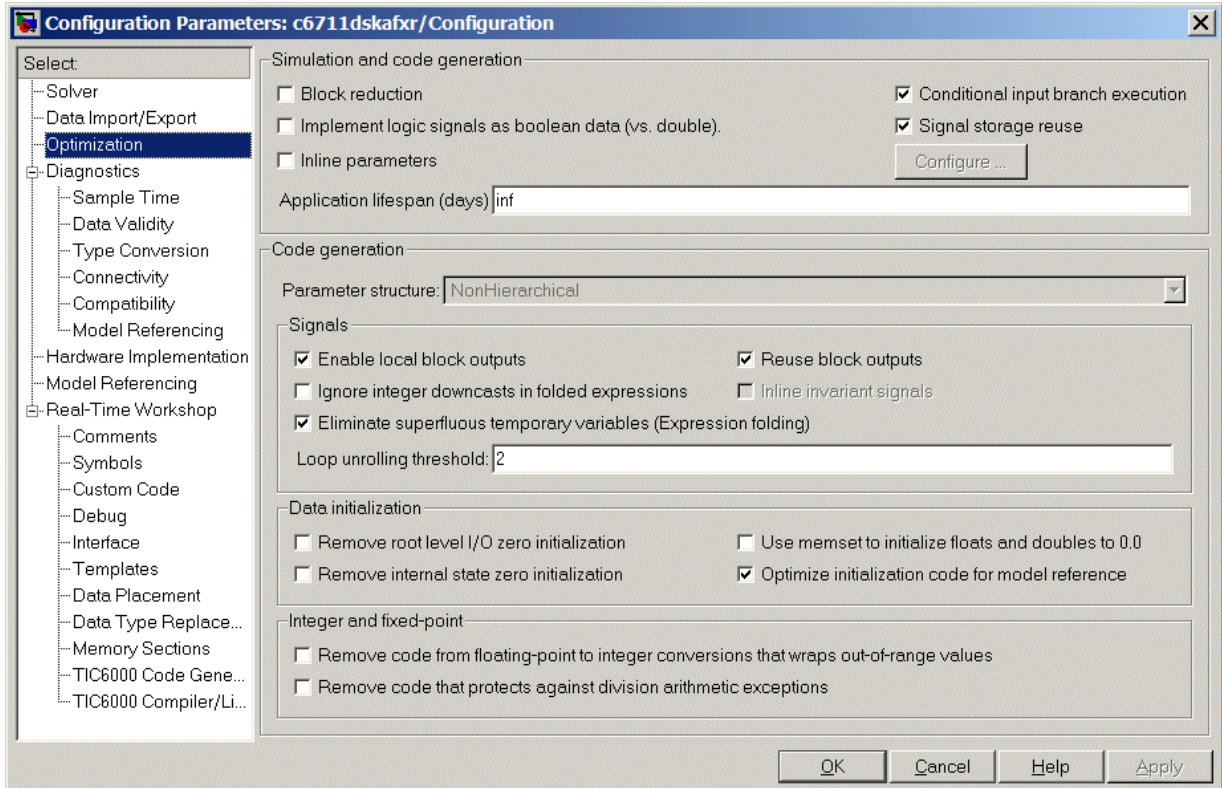 Configuration Parameters: c6711dskafxr/Configuration
Select:
Solver
Data Import/Export
Optimization
Diagnostics
Sample Time
Data Validity
Type Conversion
Connectivity
Compatibility
Model Referencing
Hardware Implementation
Model Referencing
Real-Time Workshop
Comments
Symbols
Custom Code
Debug
Interface
Templates
Data Placement
Data Type Replace...
Memory Sections
TIC6000 Code Gene...
TIC6000 Compiler/Li...
Simulation and code generation
Block reduction
Conditional input branch execution
Implement logic signals as boolean data (vs. double).
Signal storage reuse
Inline parameters
Configure ...
Application lifespan (days) inf
Code generation
Parameter structure: NonHierarchical
Signals
Enable local block outputs
Reuse block outputs
Ignore integer downcasts in folded expressions
Inline invariant signals
Eliminate superfluous temporary variables (Expression folding)
Loop unrolling threshold: 2
Data initialization
Remove root level I/O zero initialization
Use memset to initialize floats and doubles to 0.0
Remove internal state zero initialization
Optimize initialization code for model reference
Integer and fixed-point
Remove code from floating-point to integer conversions that wraps out-of-range values
Remove code that protects against division arithmetic exceptions
OK
Cancel
Help
Apply